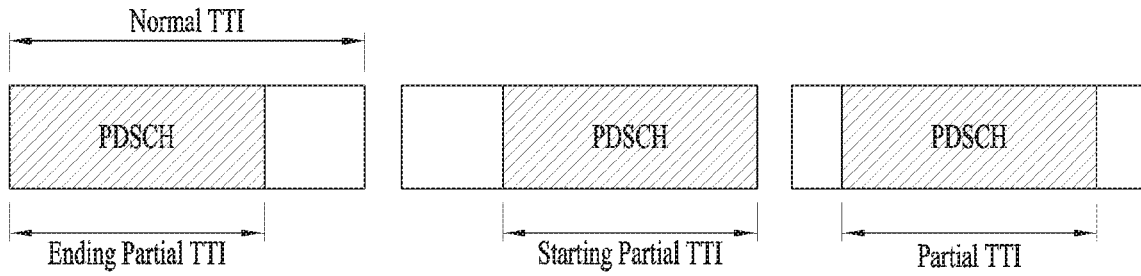 Normal TTI
PDSCH
PDSCH
PDSCH
Ending Partial TTI
Starting Partial TTI
Partial TTI